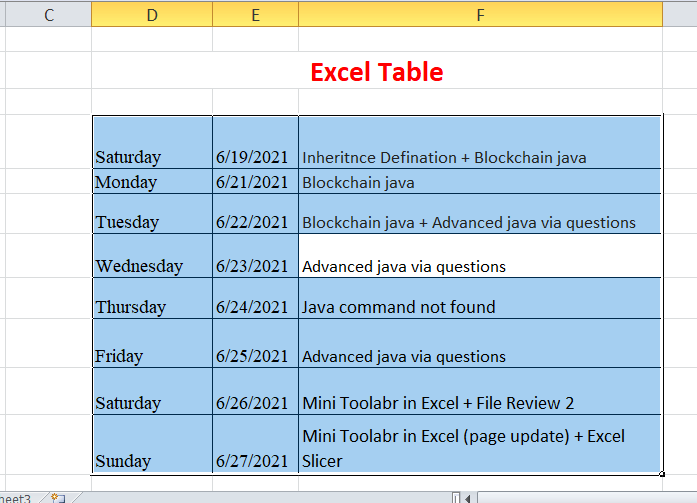 C D E F
Excel Table
Saturday 6/19/2021 Inheritnce Defination + Blockchain java
Monday 6/21/2021 Blockchain java
Tuesday 6/22/2021 Blockchain java + Advanced java via questions
Wednesday 6/23/2021 Advanced java via questions
Thursday 6/24/2021 Java command not found
Friday 6/25/2021 Advanced java via questions
Saturday 6/26/2021 Mini Toolabr in Excel + File Review 2
Mini Toolabr in Excel (page update) + Excel
Sunday 6/27/2021 Slicer
heet3